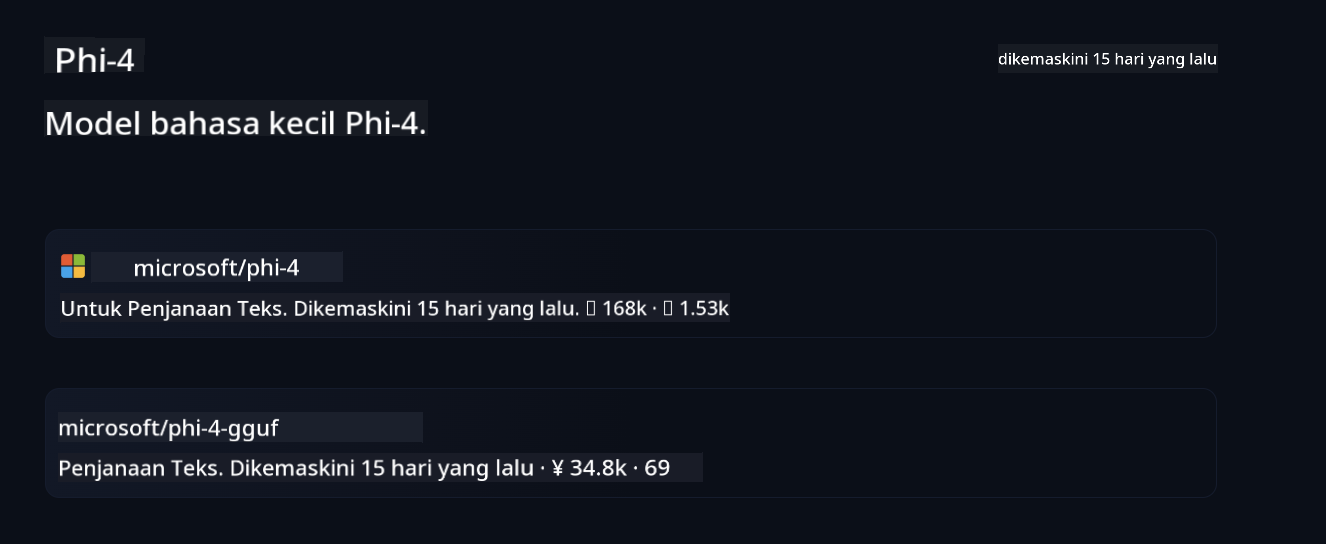 Phi-4
dikemaskini 15 hari yang lalu
Model bahasa kecil Phi-4.
microsoft/phi-4
Untuk Penjanaan Teks. Dikemaskini 15 hari yang lalu. ▯ 168k · ▯ 1.53k
microsoft/phi-4-gguf
Penjanaan Teks. Dikemaskini 15 hari yang lalu · ¥ 34.8k · 69